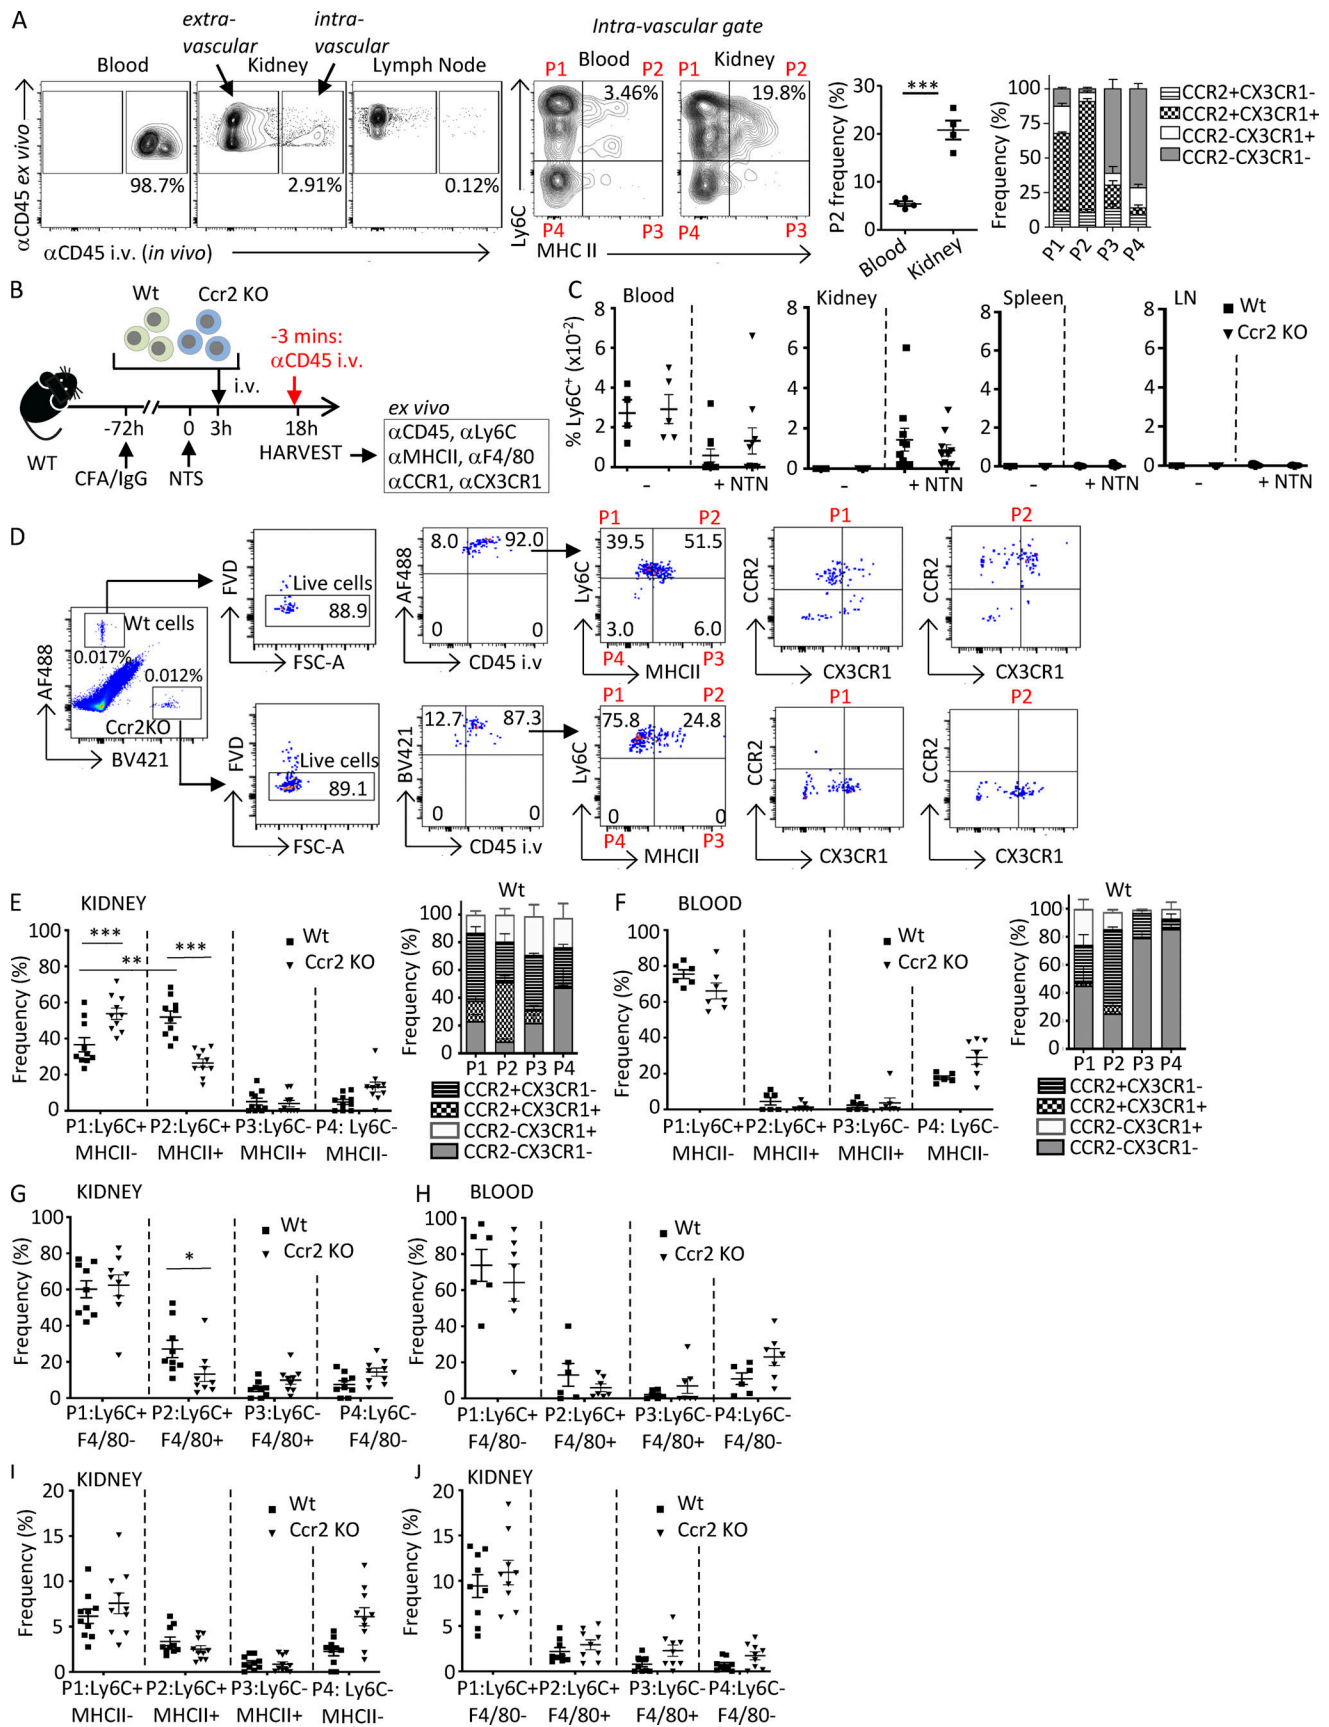 A
extra-
vascular
intra-
vascular
Blood
Kidney
Lymph Node
αCD45 ex vivo
98.7%
2.91%
0.12%
αCD45 i.v. (in vivo)
Intra-vascular gate
Blood
Kidney
P1
P2
P1
P2
3.46%
19.8%
Ly6C
P4
P3
P4
P3
MHC II
P2 frequency (%)
30
20
10
0
***
Blood
Kidney
Frequency (%)
100
75
50
25
0
P1
P2
P3
P4
CCR2+CX3CR1-
CCR2+CX3CR1+
CCR2-CX3CR1+
CCR2-CX3CR1-
B
Wt
Ccr2 KO
-3 mins:
αCD45 i.v.
i.v.
-72h
0
3h
18h
WT
CFA/IgG
NTS
HARVEST
ex vivo
αCD45, αLy6C
αMHCII, αF4/80
αCCR1, αCX3CR1
C
Blood
Kidney
Spleen
LN
Wt
Ccr2 KO
% Ly6C+ (x10-2)
8
6
4
2
0
-
+ NTN
8
6
4
2
0
-
+ NTN
8
6
4
2
0
-
+ NTN
8
6
4
2
0
-
+ NTN
D
Wt cells
0.017%
0.012%
Ccr2KO
AF488
BV421
FVD
Live cells
88.9
FSC-A
AF488
8.0
92.0
0
0
CD45 i.v
P1
P2
39.5
51.5
3.0
6.0
Ly6C
P4
P3
MHCII
P1
CCR2
CX3CR1
P2
CCR2
CX3CR1
FVD
Live cells
89.1
FSC-A
BV421
12.7
87.3
0
0
CD45 i.v
P1
P2
75.8
24.8
0
0
Ly6C
P4
P3
MHCII
P1
CCR2
CX3CR1
P2
CCR2
CX3CR1
E
KIDNEY
Frequency (%)
100
80
60
40
20
0
***
***
**
Wt
Ccr2 KO
P1:Ly6C+
MHCII-
P2:Ly6C+
MHCII+
P3:Ly6C-
MHCII+
P4: Ly6C-
MHCII-
Wt
Frequency (%)
100
80
60
40
20
0
P1
P2
P3
P4
CCR2+CX3CR1-
CCR2+CX3CR1+
CCR2-CX3CR1+
CCR2-CX3CR1-
F
BLOOD
Frequency (%)
100
80
60
40
20
0
Wt
Ccr2 KO
P1:Ly6C+
MHCII-
P2:Ly6C+
MHCII+
P3:Ly6C-
MHCII+
P4: Ly6C-
MHCII-
Wt
Frequency (%)
100
80
60
40
20
0
P1
P2
P3
P4
CCR2+CX3CR1-
CCR2+CX3CR1+
CCR2-CX3CR1+
CCR2-CX3CR1-
G
KIDNEY
Frequency (%)
100
80
60
40
20
0
*
Wt
Ccr2 KO
P1:Ly6C+
F4/80-
P2:Ly6C+
F4/80+
P3:Ly6C-
F4/80+
P4:Ly6C-
F4/80-
H
BLOOD
Frequency (%)
100
80
60
40
20
0
Wt
Ccr2 KO
P1:Ly6C+
F4/80-
P2:Ly6C+
F4/80+
P3:Ly6C-
F4/80+
P4:Ly6C-
F4/80-
I
KIDNEY
Frequency (%)
20
15
10
5
0
Wt
Ccr2 KO
P1:Ly6C+
MHCII-
P2:Ly6C+
MHCII+
P3:Ly6C-
MHCII+
P4: Ly6C-
MHCII-
J
KIDNEY
Frequency (%)
20
15
10
5
0
Wt
Ccr2 KO
P1:Ly6C+
F4/80-
P2:Ly6C+
F4/80+
P3:Ly6C-
F4/80+
P4:Ly6C-
F4/80-